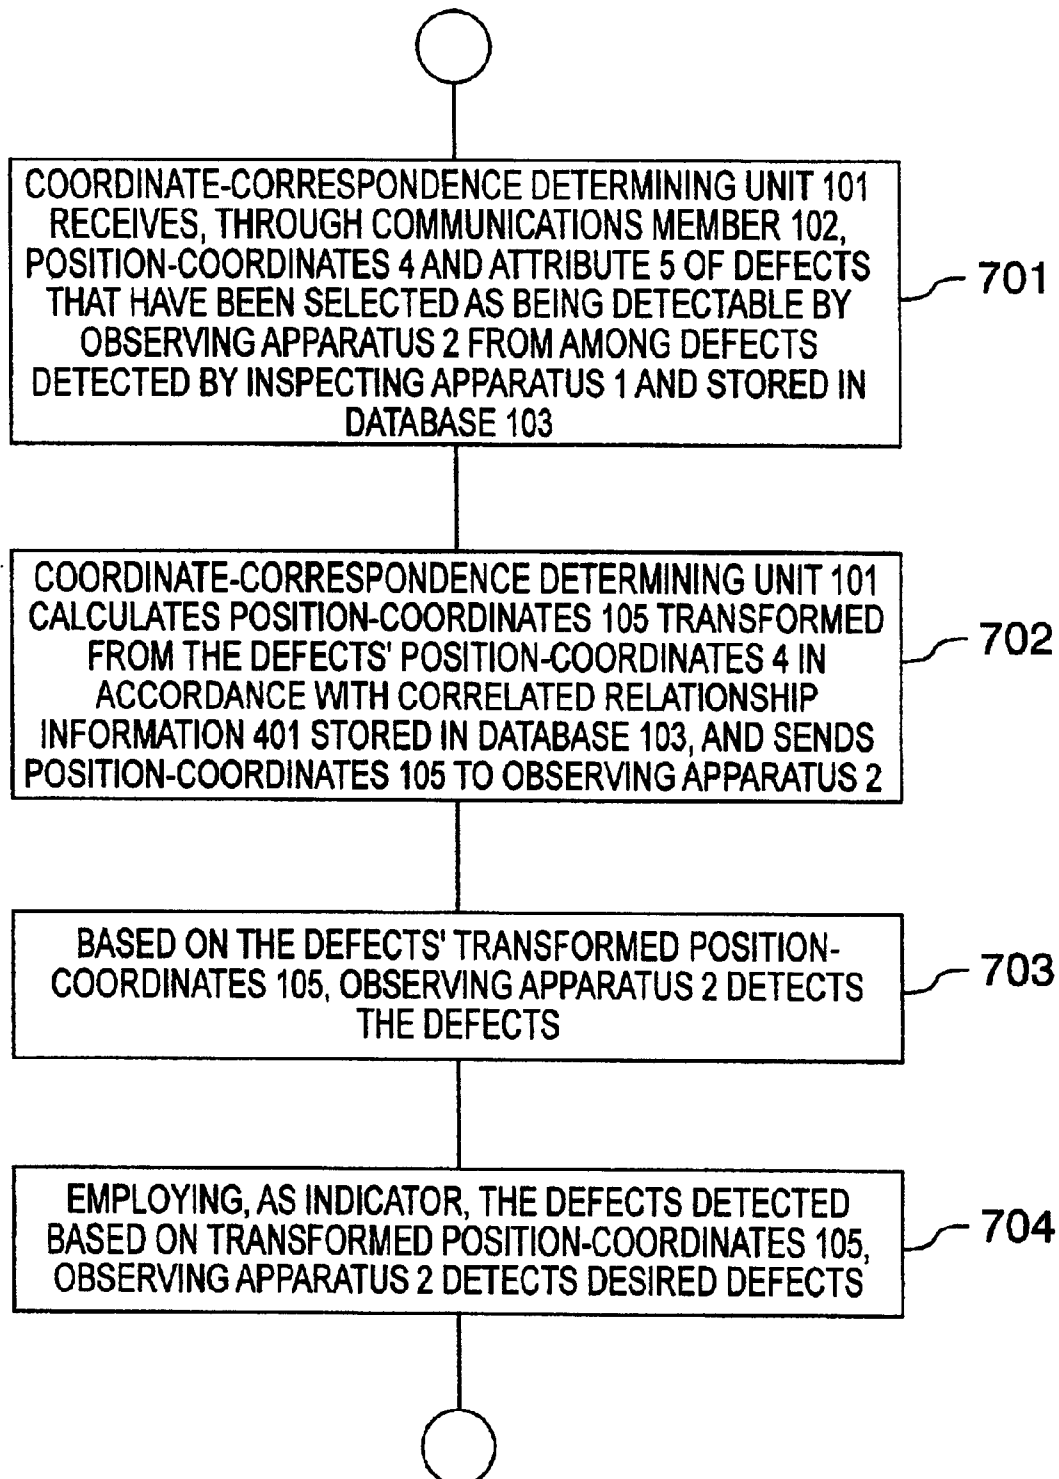 COORDINATE-CORRESPONDENCE DETERMINING UNIT 101
RECEIVES, THROUGH COMMUNICATIONS MEMBER 102,
POSITION-COORDINATES 4 AND ATTRIBUTE 5 OF DEFECTS
THAT HAVE BEEN SELECTED AS BEING DETECTABLE BY
OBSERVING APPARATUS 2 FROM AMONG DEFECTS
DETECTED BY INSPECTING APPARATUS 1 AND STORED IN
DATABASE 103
701
COORDINATE-CORRESPONDENCE DETERMINING UNIT 101
CALCULATES POSITION-COORDINATES 105 TRANSFORMED
FROM THE DEFECTS' POSITION-COORDINATES 4 IN
ACCORDANCE WITH CORRELATED RELATIONSHIP
INFORMATION 401 STORED IN DATABASE 103, AND SENDS
POSITION-COORDINATES 105 TO OBSERVING APPARATUS 2
702
BASED ON THE DEFECTS' TRANSFORMED POSITION-
COORDINATES 105, OBSERVING APPARATUS 2 DETECTS
THE DEFECTS
703
EMPLOYING, AS INDICATOR, THE DEFECTS DETECTED
BASED ON TRANSFORMED POSITION-COORDINATES 105,
OBSERVING APPARATUS 2 DETECTS DESIRED DEFECTS
704